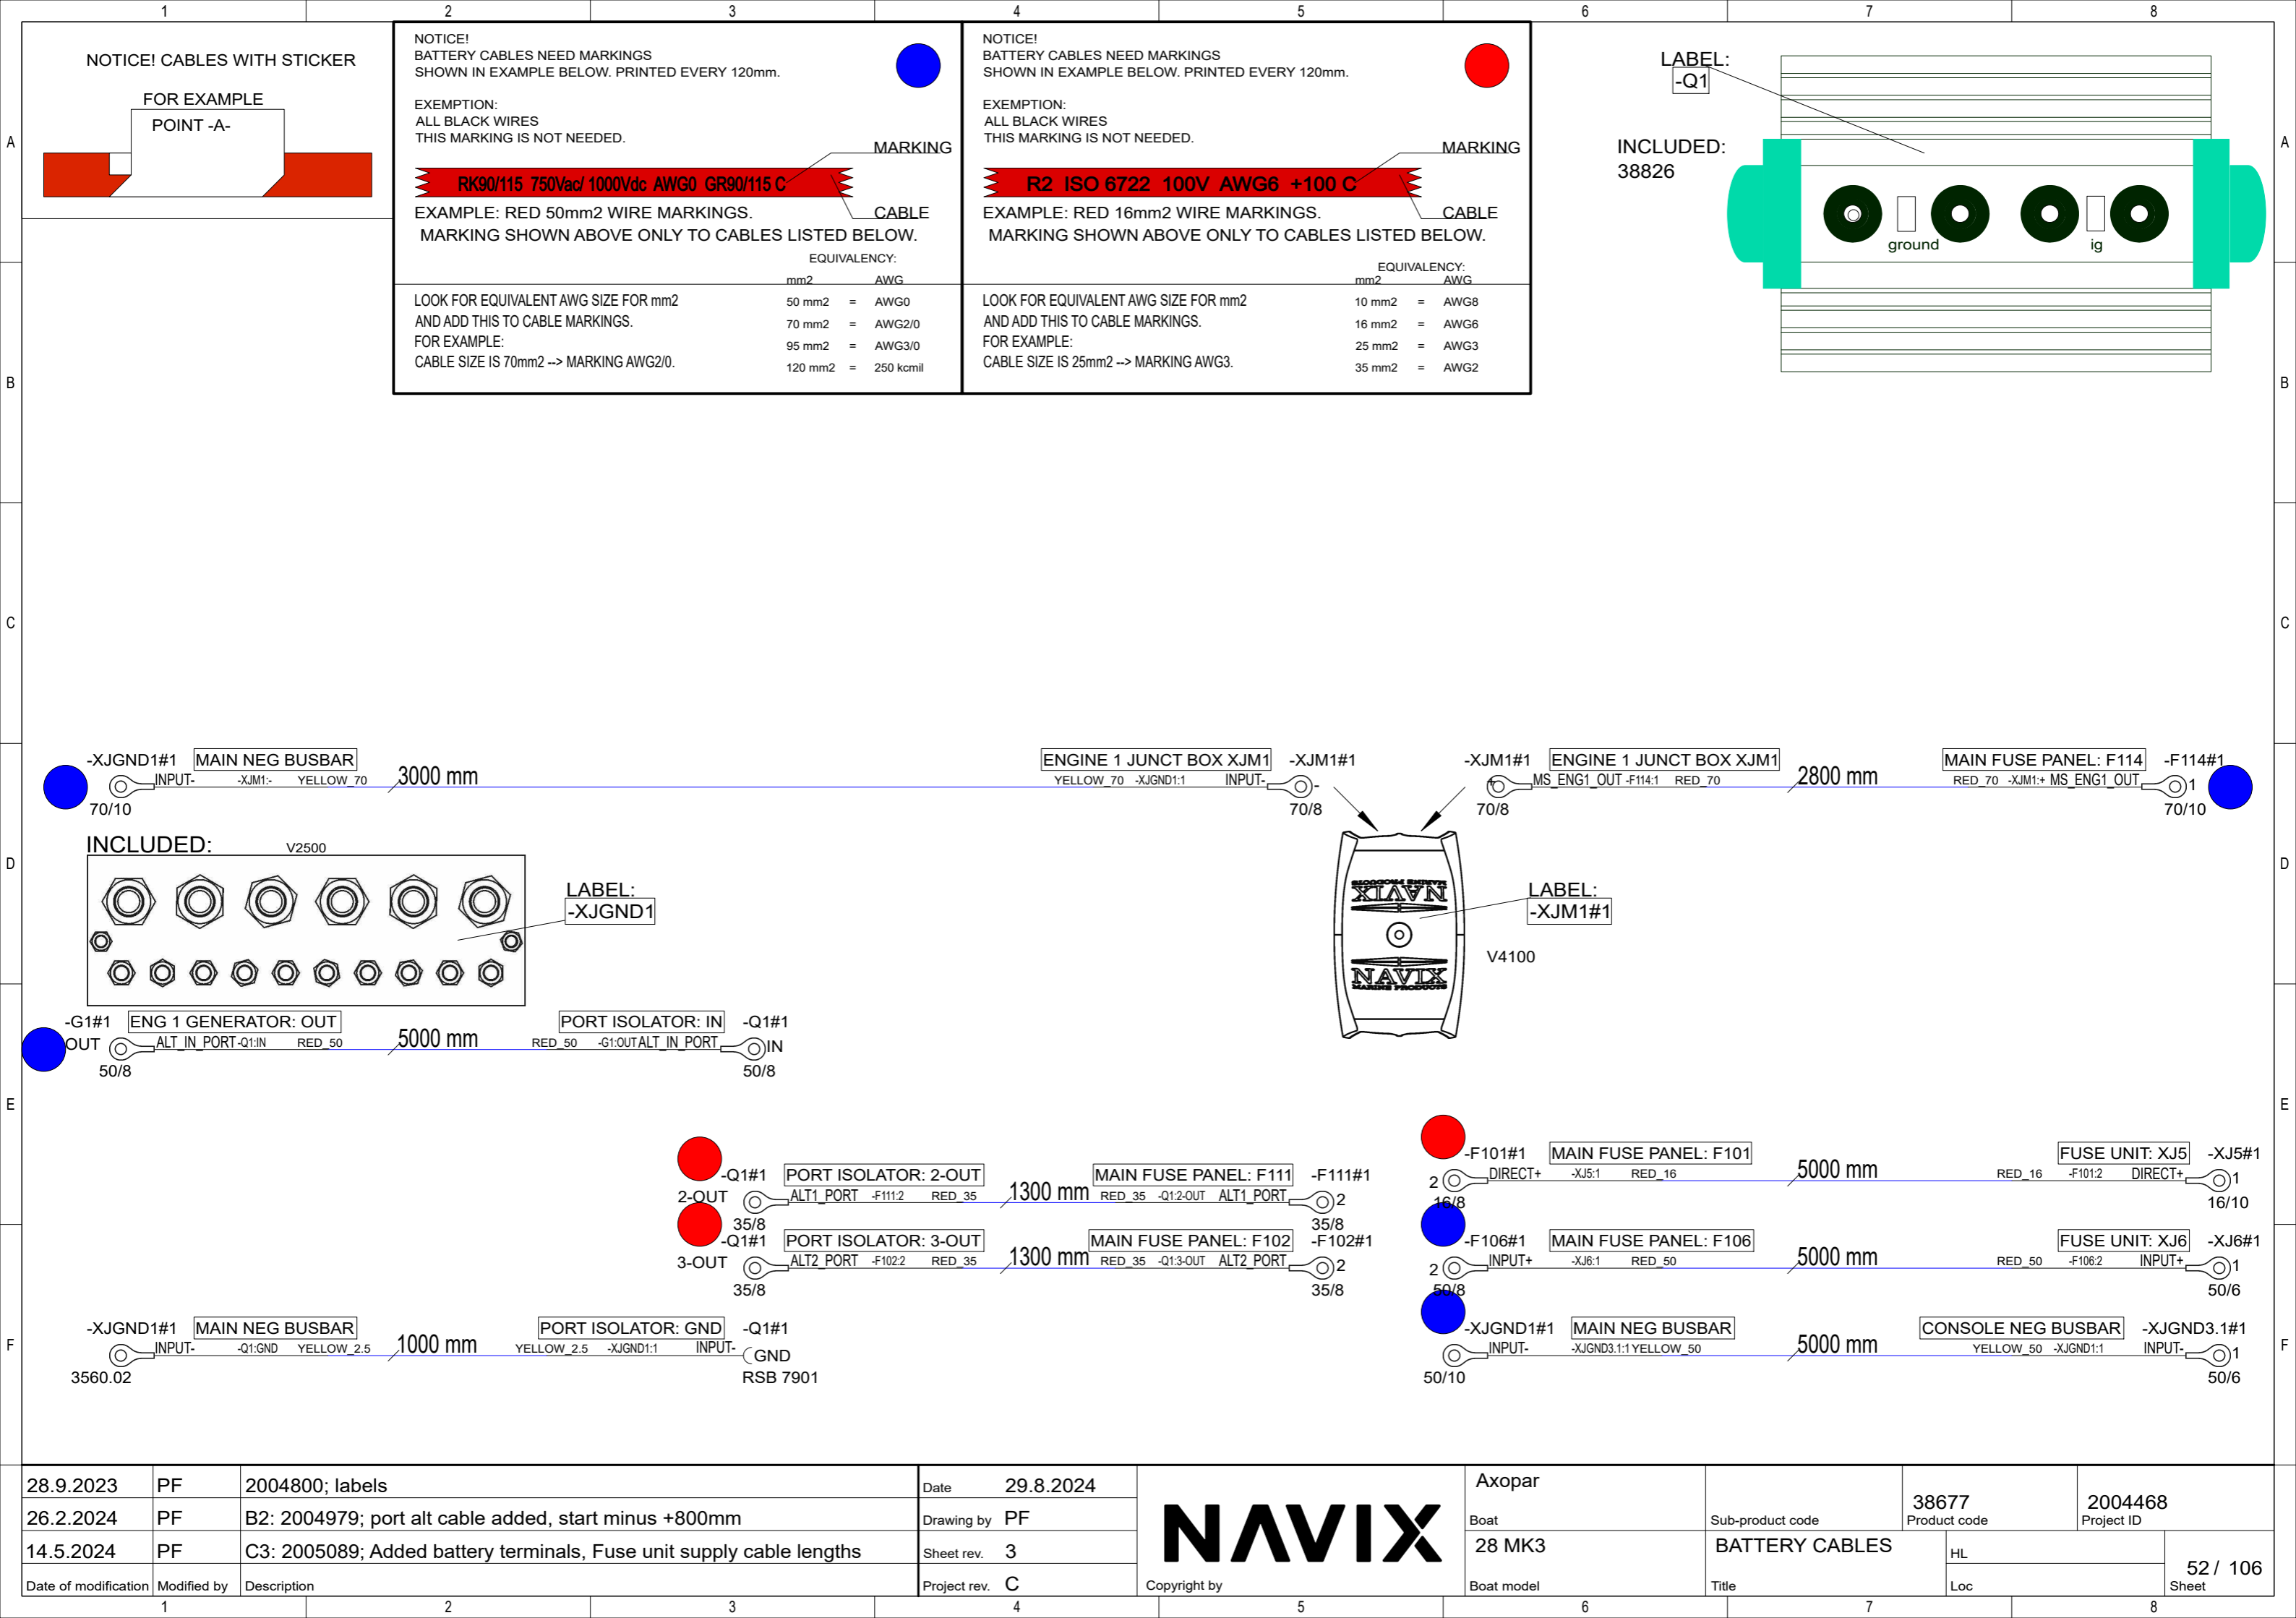 1 2 3 4 5 6 7 8
A
B
C
D
E
F
NOTICE! CABLES WITH STICKER
FOR EXAMPLE
POINT -A-
NOTICE!
BATTERY CABLES NEED MARKINGS
SHOWN IN EXAMPLE BELOW. PRINTED EVERY 120mm.
EXEMPTION:
ALL BLACK WIRES
THIS MARKING IS NOT NEEDED.
MARKING
RK90/115 750Vac/ 1000Vdc AWG0 GR90/115 C
EXAMPLE: RED 50mm2 WIRE MARKINGS.
CABLE
MARKING SHOWN ABOVE ONLY TO CABLES LISTED BELOW.
EQUIVALENCY:
mm2 AWG
LOOK FOR EQUIVALENT AWG SIZE FOR mm2
AND ADD THIS TO CABLE MARKINGS.
FOR EXAMPLE:
CABLE SIZE IS 70mm2 --> MARKING AWG2/0.
50 mm2 = AWG0
70 mm2 = AWG2/0
95 mm2 = AWG3/0
120 mm2 = 250 kcmil
NOTICE!
BATTERY CABLES NEED MARKINGS
SHOWN IN EXAMPLE BELOW. PRINTED EVERY 120mm.
EXEMPTION:
ALL BLACK WIRES
THIS MARKING IS NOT NEEDED.
MARKING
R2 ISO 6722 100V AWG6 +100 C
EXAMPLE: RED 16mm2 WIRE MARKINGS.
CABLE
MARKING SHOWN ABOVE ONLY TO CABLES LISTED BELOW.
EQUIVALENCY:
mm2 AWG
LOOK FOR EQUIVALENT AWG SIZE FOR mm2
AND ADD THIS TO CABLE MARKINGS.
FOR EXAMPLE:
CABLE SIZE IS 25mm2 --> MARKING AWG3.
10 mm2 = AWG8
16 mm2 = AWG6
25 mm2 = AWG3
35 mm2 = AWG2
LABEL:
-Q1
INCLUDED:
38826
ground ig
-XJGND1#1 MAIN NEG BUSBAR
INPUT- -XJM1:- YELLOW_70 3000 mm
70/10
ENGINE 1 JUNCT BOX XJM1 -XJM1#1
YELLOW_70 -XJGND1:1 INPUT- -
70/8
-XJM1#1 ENGINE 1 JUNCT BOX XJM1
+ MS_ENG1_OUT -F114:1 RED_70 2800 mm
70/8
MAIN FUSE PANEL: F114 -F114#1
RED_70 -XJM1:+ MS_ENG1_OUT 1
70/10
INCLUDED: V2500
LABEL:
-XJGND1
NAVIX
MARINE PRODUCTS
NAVIX
MARINE PRODUCTS
LABEL:
-XJM1#1
V4100
-G1#1 ENG 1 GENERATOR: OUT
OUT ALT_IN_PORT -Q1:IN RED_50 5000 mm
50/8
PORT ISOLATOR: IN -Q1#1
RED_50 -G1:OUT ALT_IN_PORT IN
50/8
-Q1#1 PORT ISOLATOR: 2-OUT MAIN FUSE PANEL: F111 -F111#1
2-OUT ALT1_PORT -F111:2 RED_35 1300 mm RED_35 -Q1:2-OUT ALT1_PORT 2
35/8 35/8
-Q1#1 PORT ISOLATOR: 3-OUT MAIN FUSE PANEL: F102 -F102#1
3-OUT ALT2_PORT -F102:2 RED_35 1300 mm RED_35 -Q1:3-OUT ALT2_PORT 2
35/8 35/8
-F101#1 MAIN FUSE PANEL: F101 FUSE UNIT: XJ5 -XJ5#1
2 DIRECT+ -XJ5:1 RED_16 5000 mm RED_16 -F101:2 DIRECT+ 1
16/8 16/10
-F106#1 MAIN FUSE PANEL: F106 FUSE UNIT: XJ6 -XJ6#1
2 INPUT+ -XJ6:1 RED_50 5000 mm RED_50 -F106:2 INPUT+ 1
50/8 50/6
-XJGND1#1 MAIN NEG BUSBAR PORT ISOLATOR: GND -Q1#1
INPUT- -Q1:GND YELLOW_2.5 1000 mm YELLOW_2.5 -XJGND1:1 INPUT- GND
3560.02 RSB 7901
-XJGND1#1 MAIN NEG BUSBAR CONSOLE NEG BUSBAR -XJGND3.1#1
INPUT- -XJGND3.1:1 YELLOW_50 5000 mm YELLOW_50 -XJGND1:1 INPUT- 1
50/10 50/6
28.9.2023 PF 2004800; labels
26.2.2024 PF B2: 2004979; port alt cable added, start minus +800mm
14.5.2024 PF C3: 2005089; Added battery terminals, Fuse unit supply cable lengths
Date of modification Modified by Description
Date 29.8.2024
Drawing by PF
Sheet rev. 3
Project rev. C
NAVIX
Copyright by
Axopar
Boat
28 MK3
Boat model
Sub-product code
38677
Product code
2004468
Project ID
BATTERY CABLES
Title
HL
Loc
52 / 106
Sheet
A
B
C
D
E
F
1 2 3 4 5 6 7 8